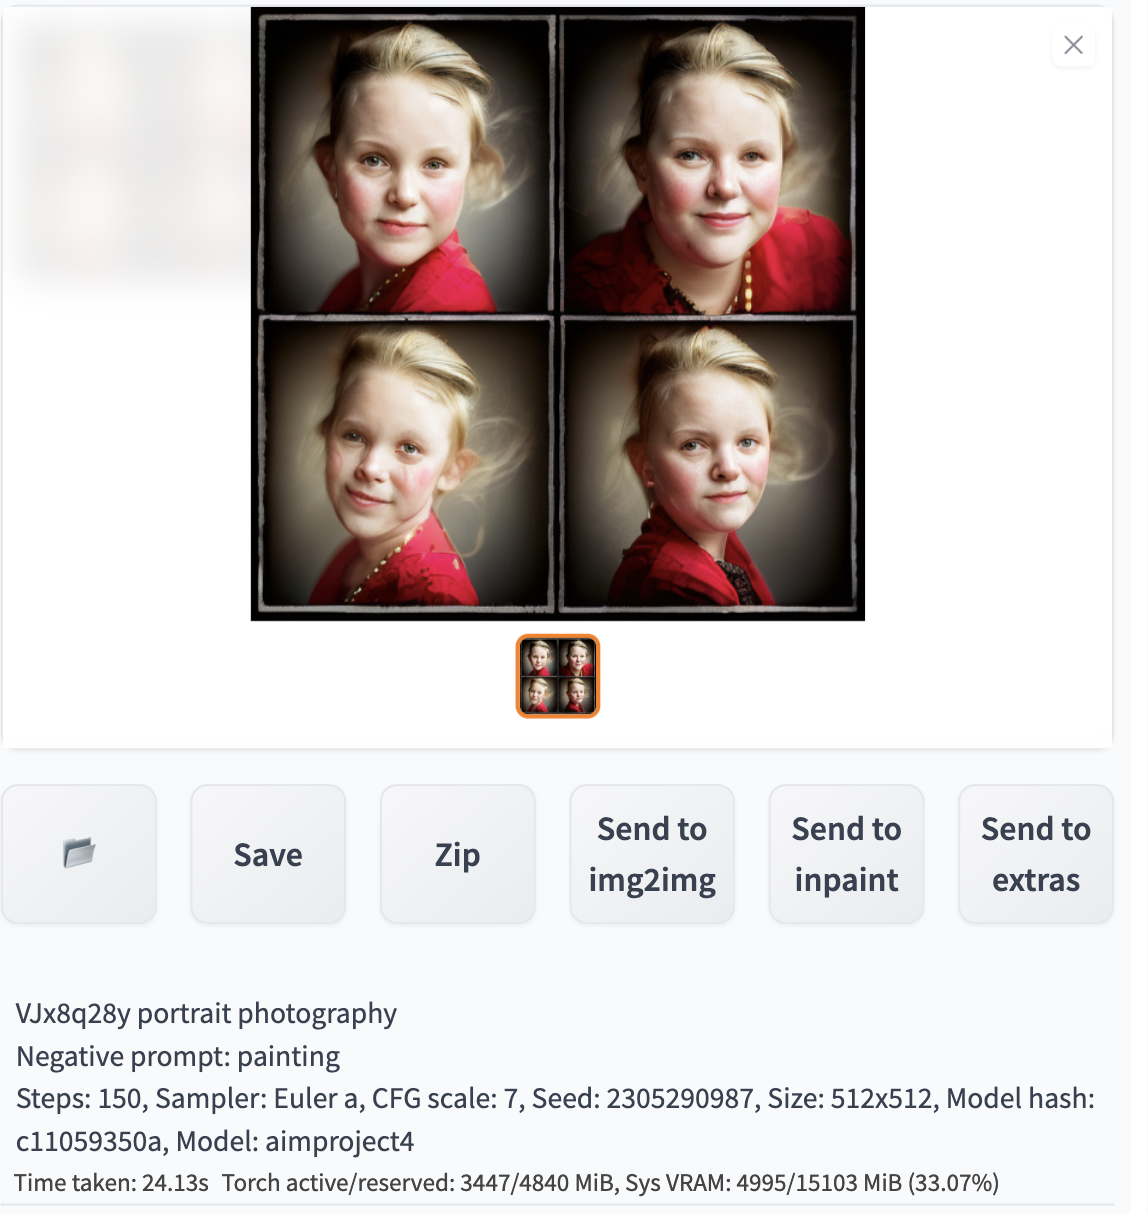 Save
Zip
Send to
img2img
Send to
inpaint
Send to
extras
VJx8q28y portrait photography
Negative prompt: painting
Steps: 150, Sampler: Euler a, CFG scale: 7, Seed: 2305290987, Size: 512x512, Model hash:
c11059350a, Model: aimproject4
Time taken: 24.13s Torch active/reserved: 3447/4840 MiB, Sys VRAM: 4995/15103 MiB (33.07%)